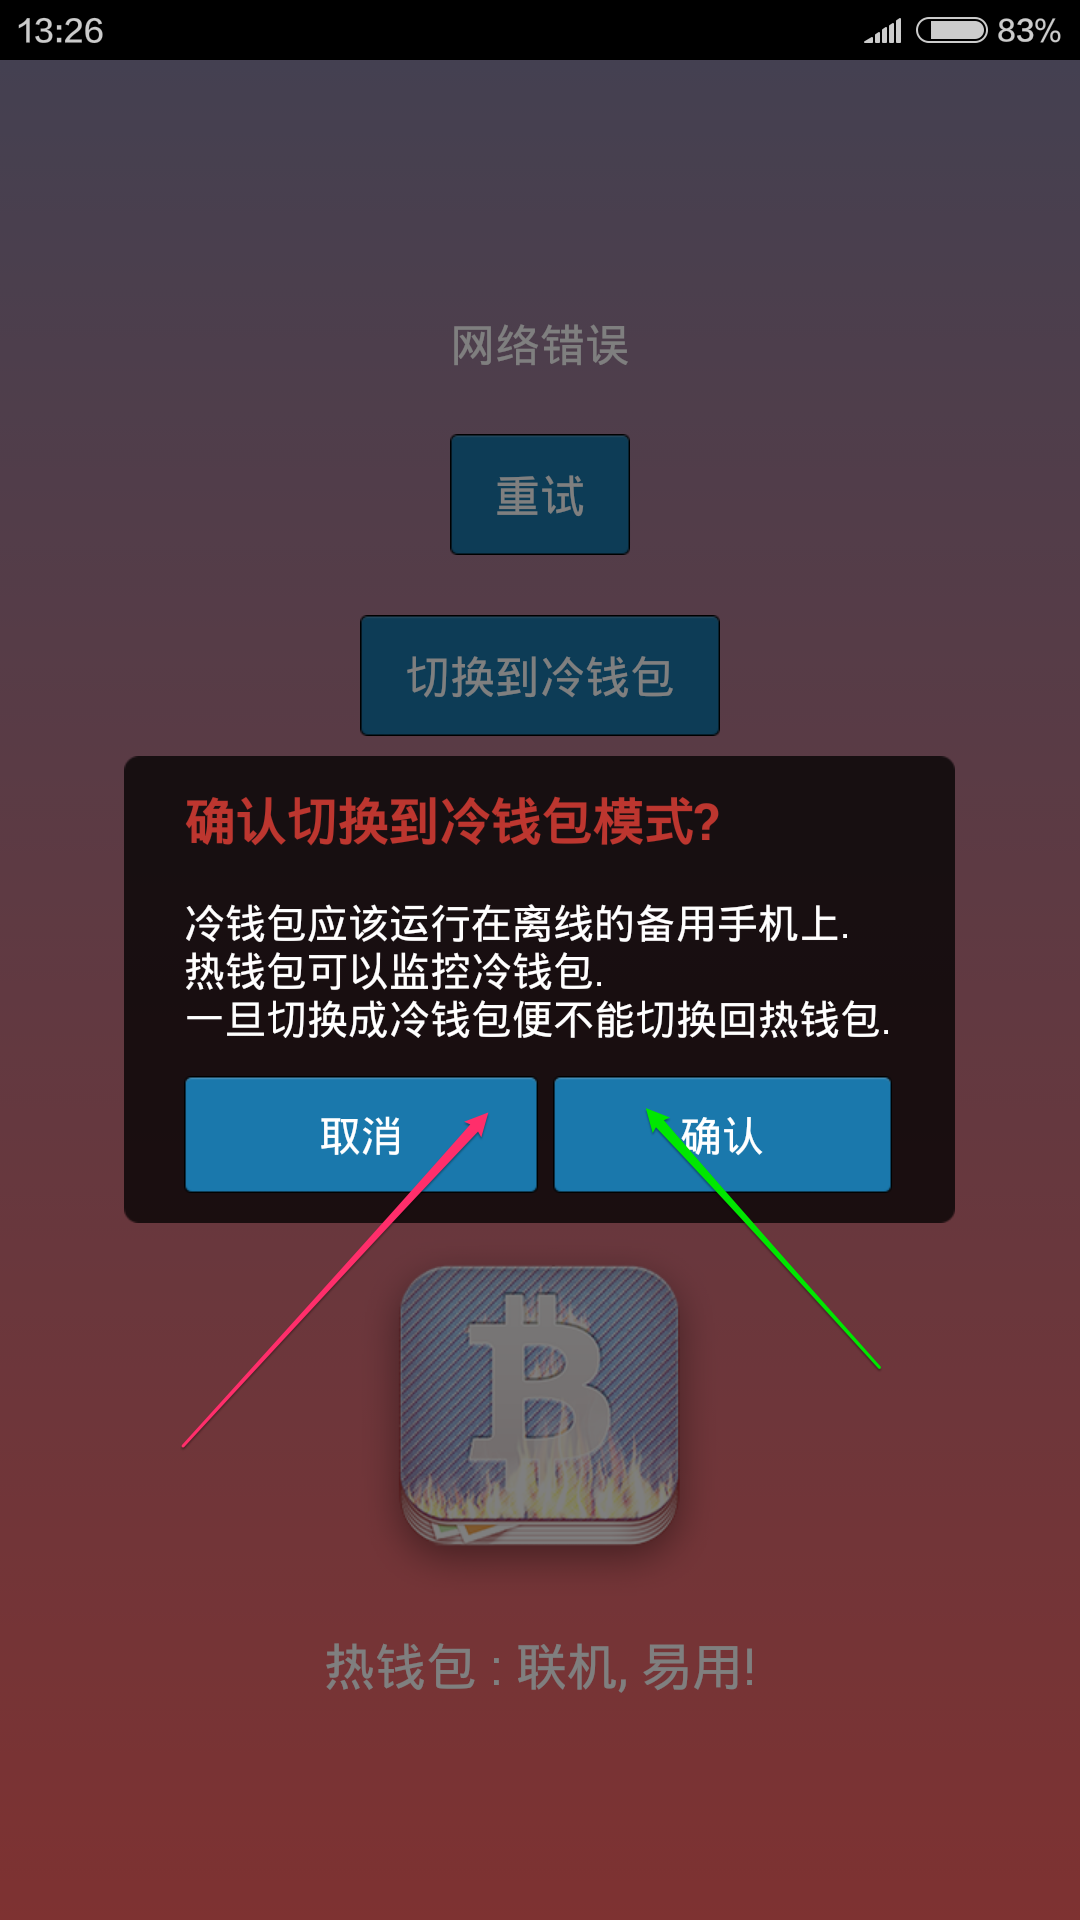 13:26
83%
网络错误
重试
切换到冷钱包
确认切换到冷钱包模式?
冷钱包应该运行在离线的备用手机上.
热钱包可以监控冷钱包.
一旦切换成冷钱包便不能切换回热钱包.
取消
确认
热钱包 : 联机, 易用!